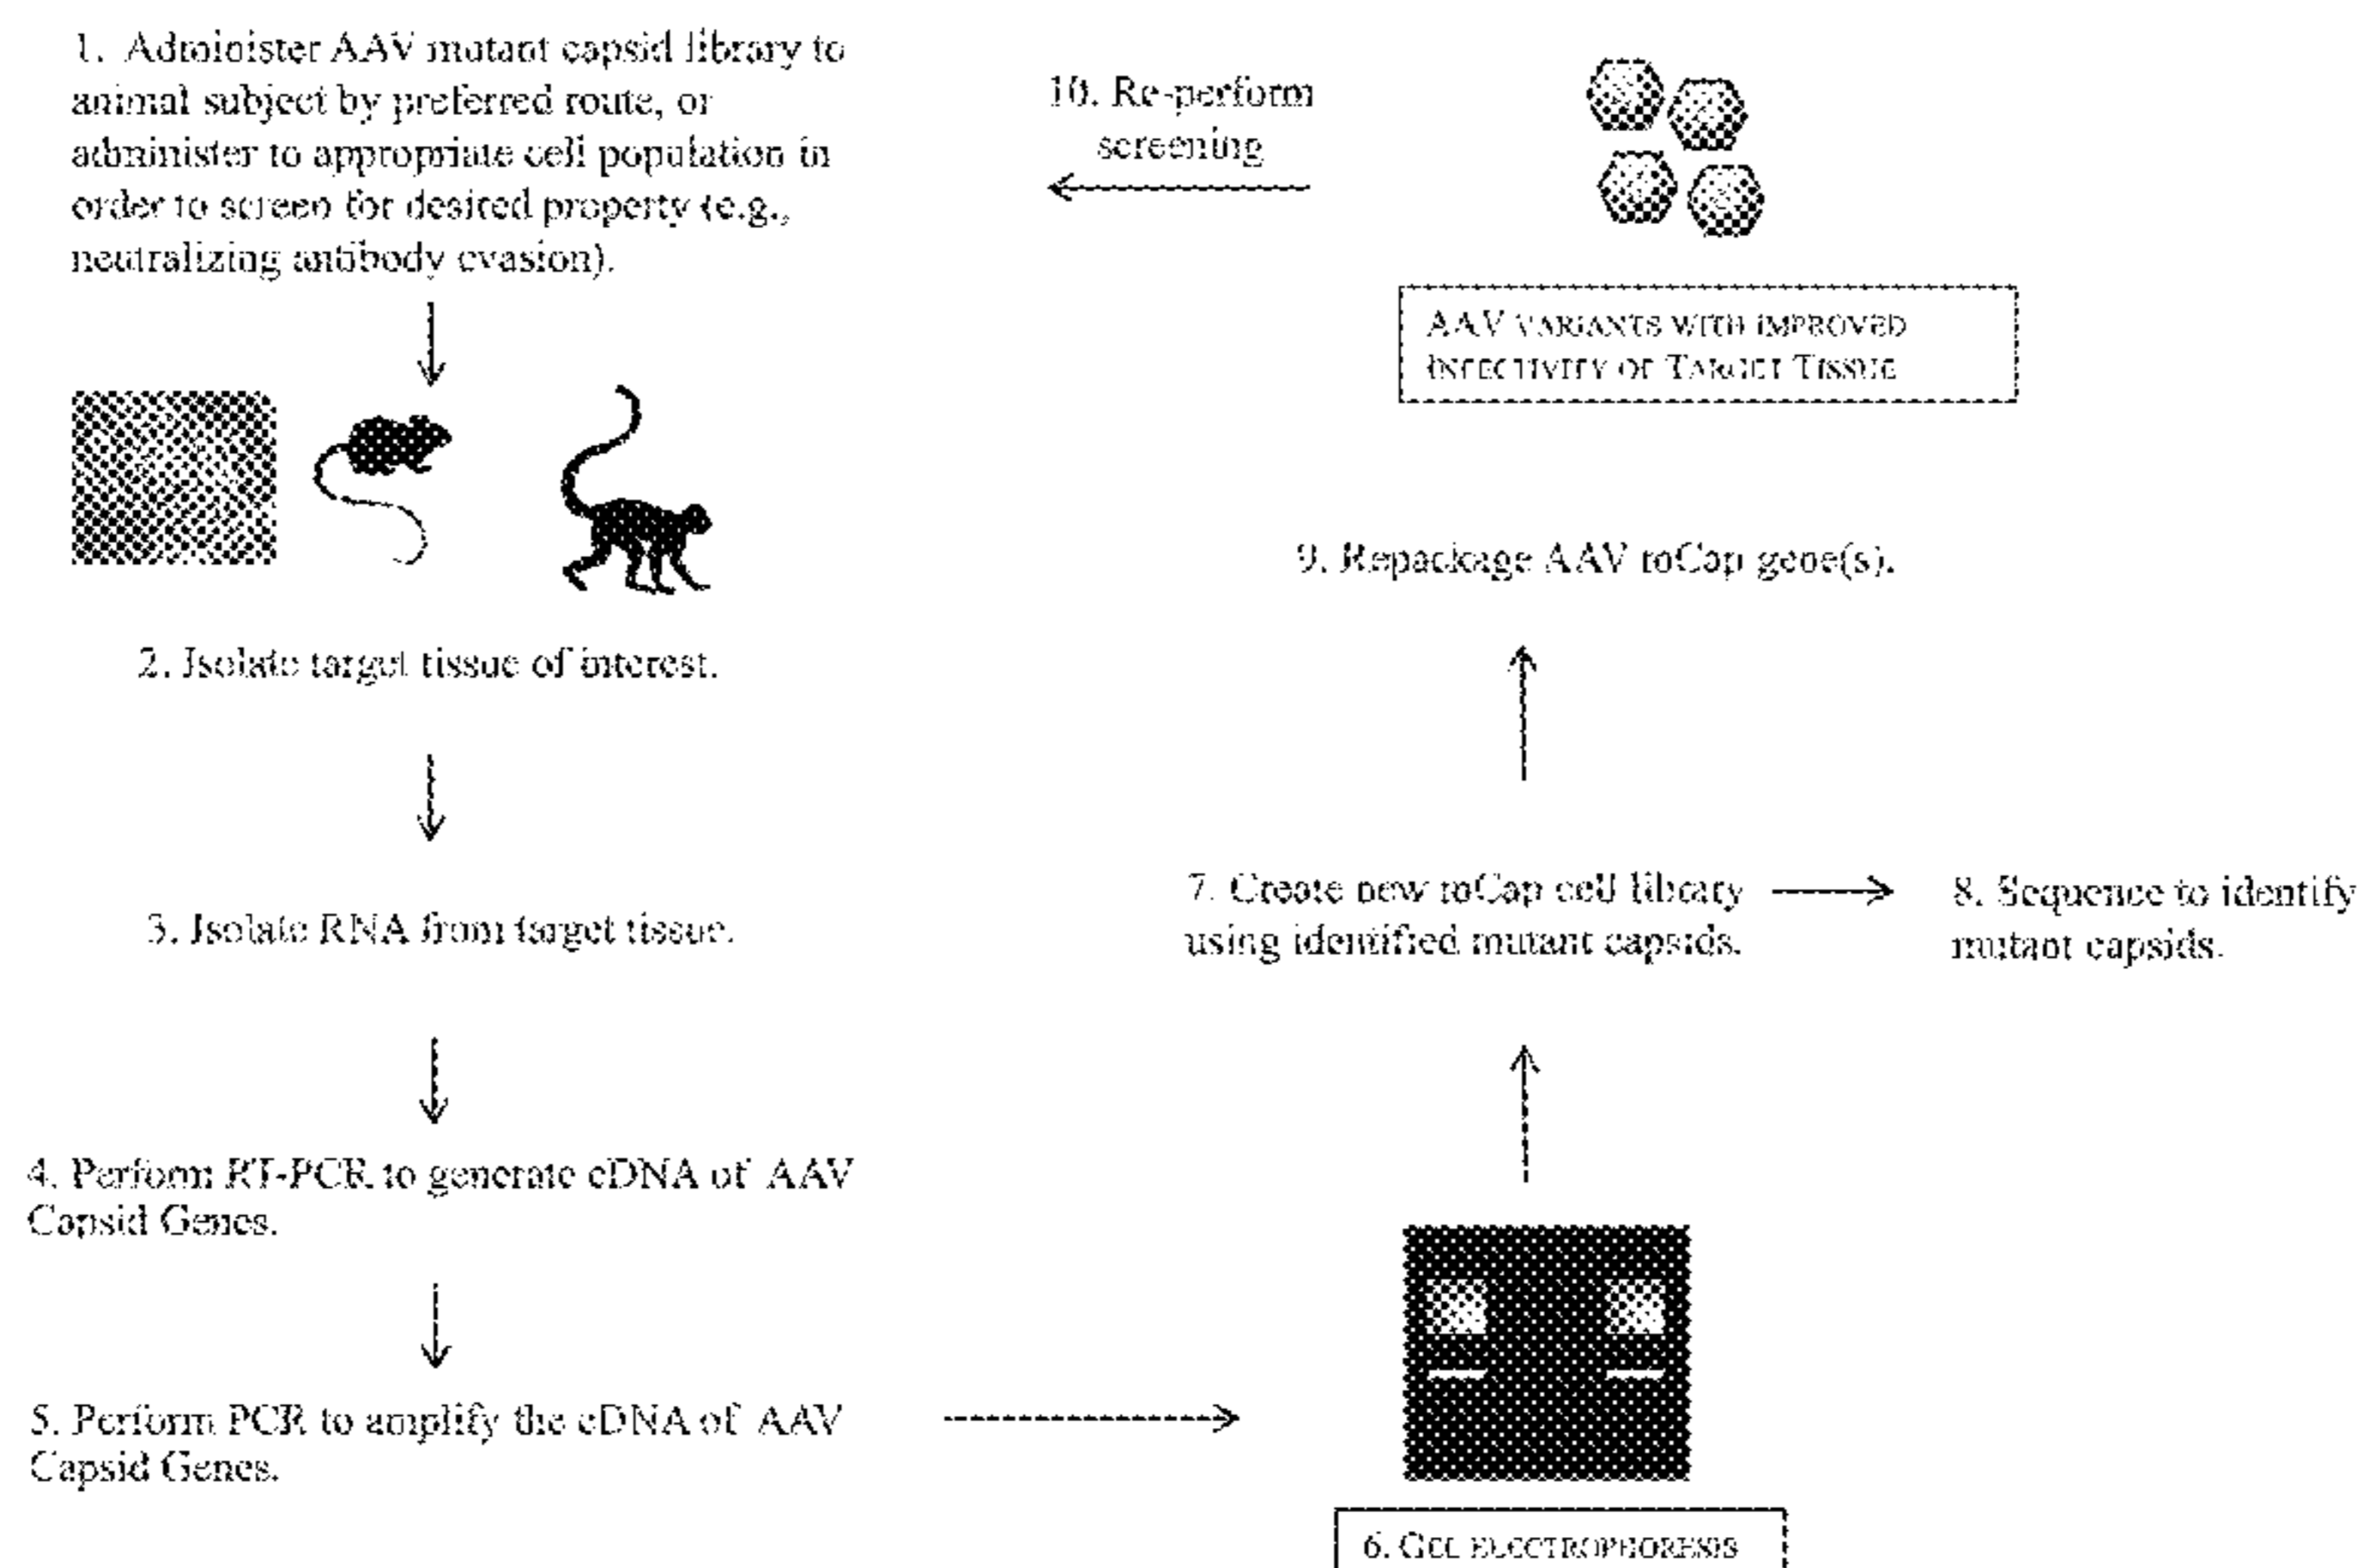 1. Administer AAV mutant capsid library to
animal subject by preferred route, or
administer to appropriate cell population in
order to screen for desired property (e.g.,
neutralizing antibody evasion).
2. Isolate target tissue of interest.
3. Isolate RNA from target tissue.
4. Perform RT-PCR to generate cDNA of AAV
Capsid Genes.
5. Perform PCR to amplify the cDNA of AAV
Capsid Genes.
6. GEL ELECTROPHORESIS
7. Create new mCap cell library
using identified mutant capsids.
8. Sequence to identify
mutant capsids.
9. Repackage AAV mCap gene(s).
AAV VARIANTS WITH IMPROVED
INFECTIVITY OF TARGET TISSUE
10. Re-perform
screening